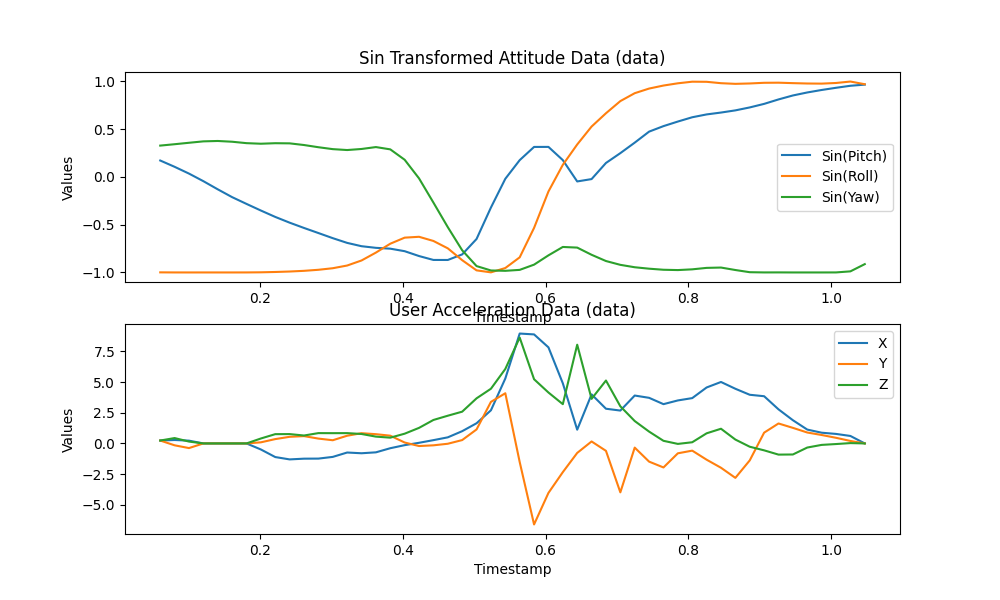 Sin Transformed Attitude Data (data)
1.0
0.5
0.0
−0.5
−1.0
Values
Sin(Pitch)
Sin(Roll)
Sin(Yaw)
0.2 0.4 0.6 0.8 1.0
Timestamp
User Acceleration Data (data)
7.5
5.0
2.5
0.0
−2.5
−5.0
Values
X
Y
Z
0.2 0.4 0.6 0.8 1.0
Timestamp